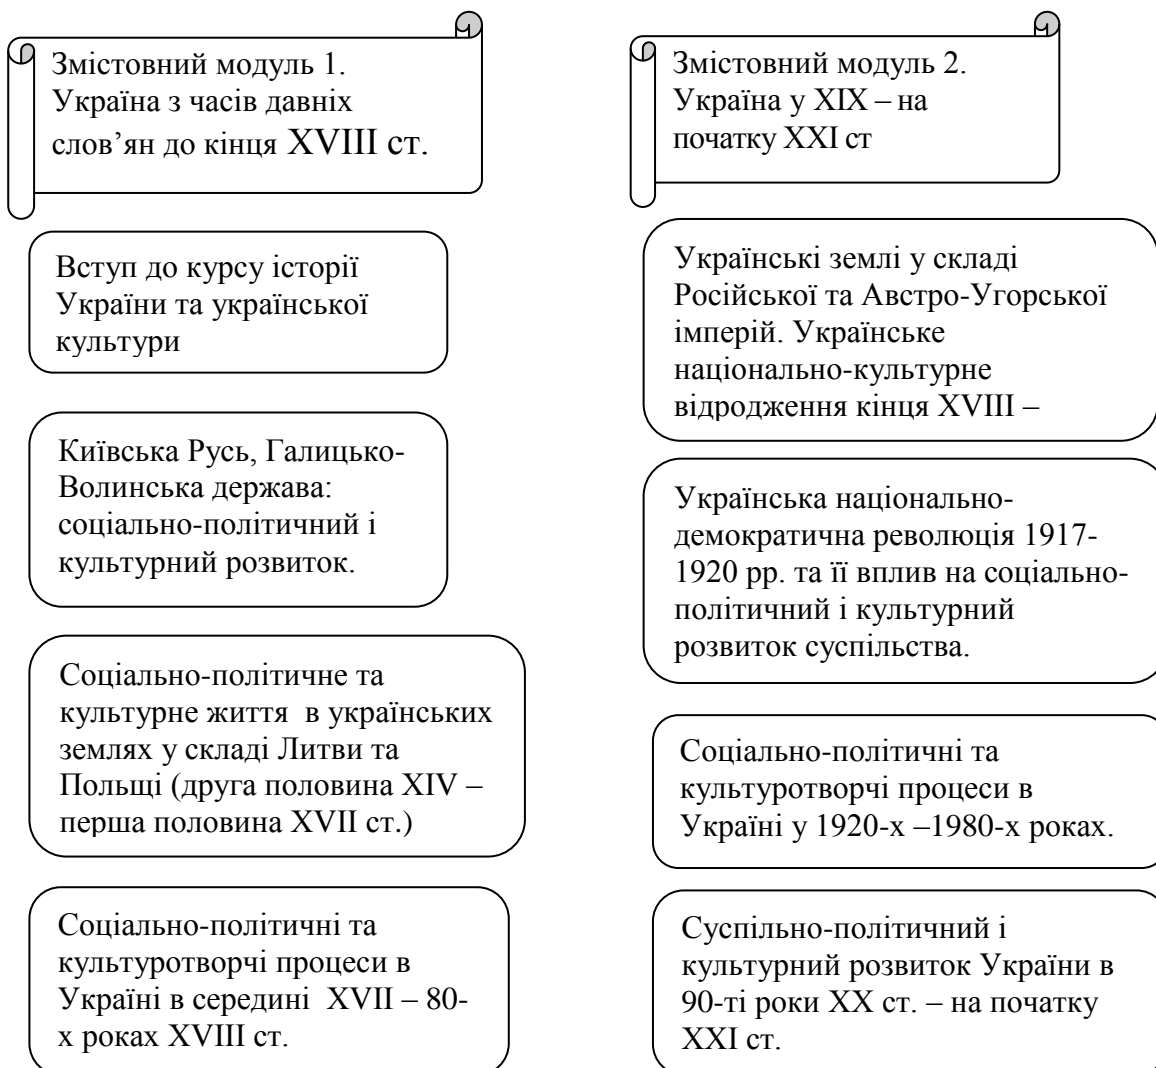 Змістовний модуль 1.
Україна з часів давніх
слов’ян до кінця XVIII ст.
Вступ до курсу історії
України та української
культури
Київська Русь, Галицько-
Волинська держава:
соціально-політичний і
культурний розвиток.
Соціально-політичне та
культурне життя в українських
землях у складі Литви та
Польщі (друга половина XIV –
перша половина XVII ст.)
Соціально-політичні та
культуротворчі процеси в
Україні в середині XVII – 80-
х роках XVIII ст.
Змістовний модуль 2.
Україна у XIX – на
початку XXI ст
Українські землі у складі
Російської та Австро-Угорської
імперій. Українське
національно-культурне
відродження кінця XVIII –
Українська національно-
демократична революція 1917-
1920 рр. та її вплив на соціально-
політичний і культурний
розвиток суспільства.
Соціально-політичні та
культуротворчі процеси в
Україні у 1920-х –1980-х роках.
Суспільно-політичний і
культурний розвиток України в
90-ті роки XX ст. – на початку
XXI ст.